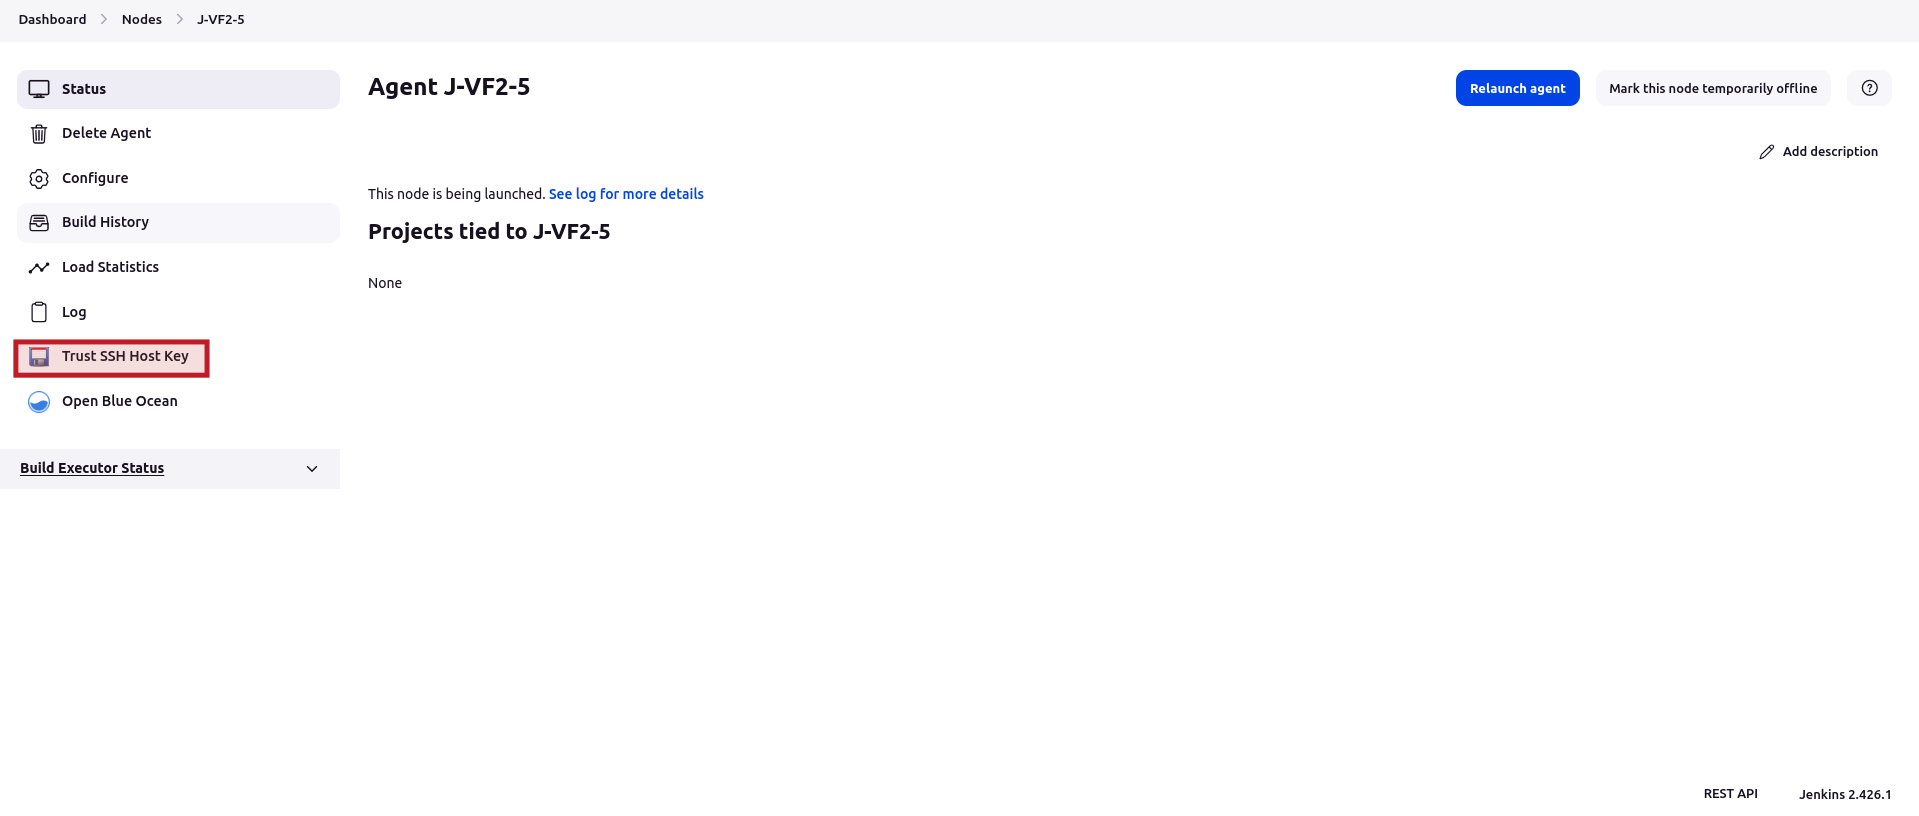 Dashboard
Nodes
J-VF2-5
Status
Delete Agent
Configure
Build History
Load Statistics
Log
Trust SSH Host Key
Open Blue Ocean
Build Executor Status
Agent J-VF2-5
Relaunch agent
Mark this node temporarily offline
?
Add description
This node is being launched. See log for more details
Projects tied to J-VF2-5
None
REST API
Jenkins 2.426.1